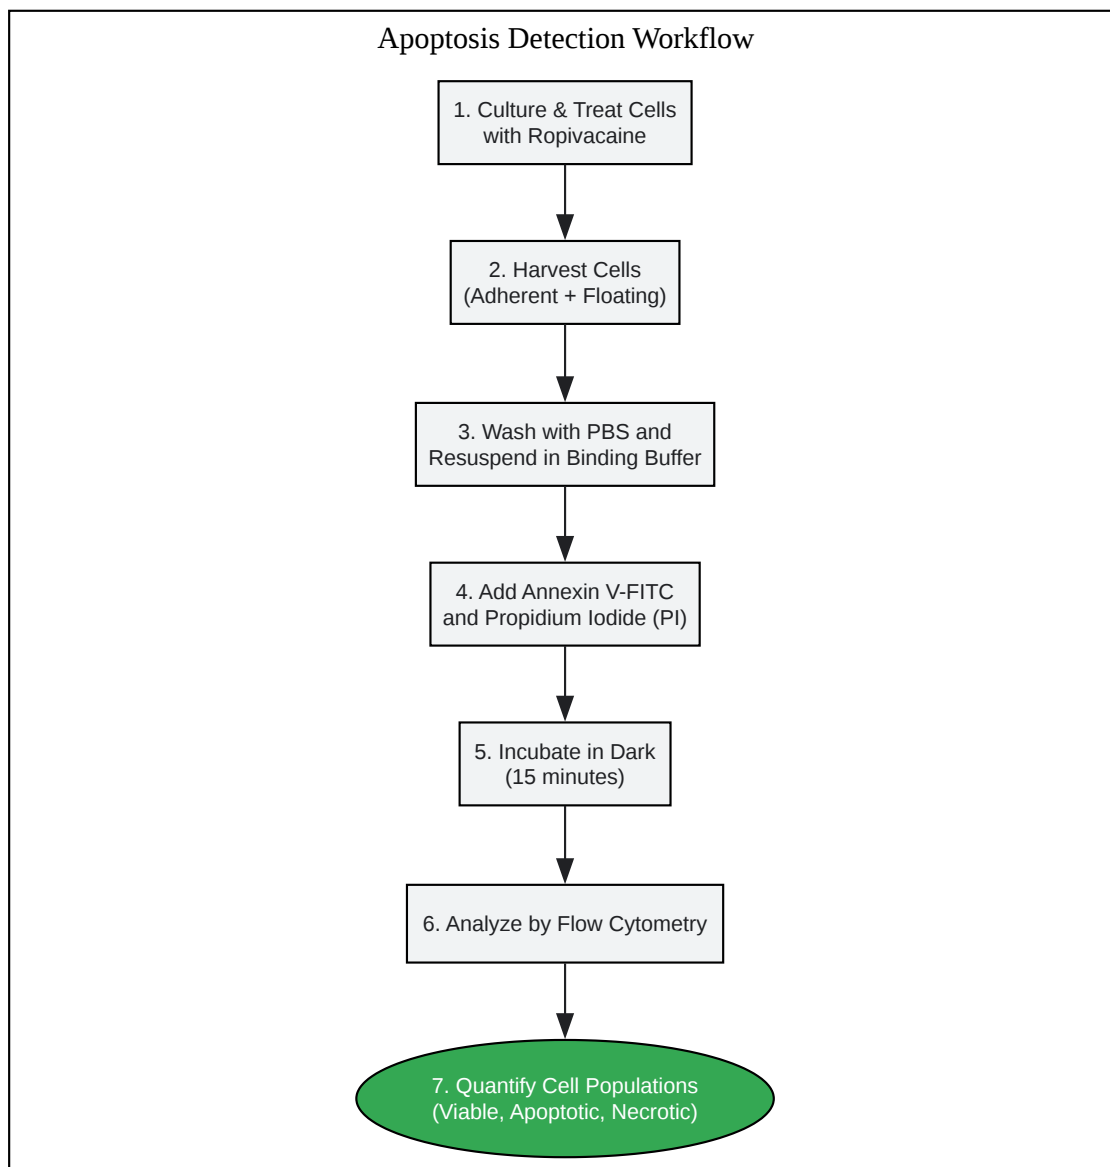 Apoptosis Detection Workflow
1. Culture & Treat Cells
with Ropivacaine
2. Harvest Cells
(Adherent + Floating)
3. Wash with PBS and
Resuspend in Binding Buffer
4. Add Annexin V-FITC
and Propidium Iodide (PI)
5. Incubate in Dark
(15 minutes)
6. Analyze by Flow Cytometry
7. Quantify Cell Populations
(Viable, Apoptotic, Necrotic)